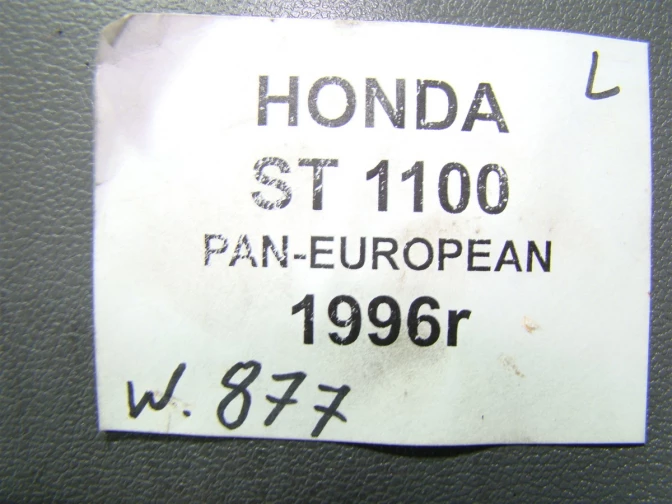 L
HONDA
ST 1100
PAN-EUROPEAN
1996r
W. 877